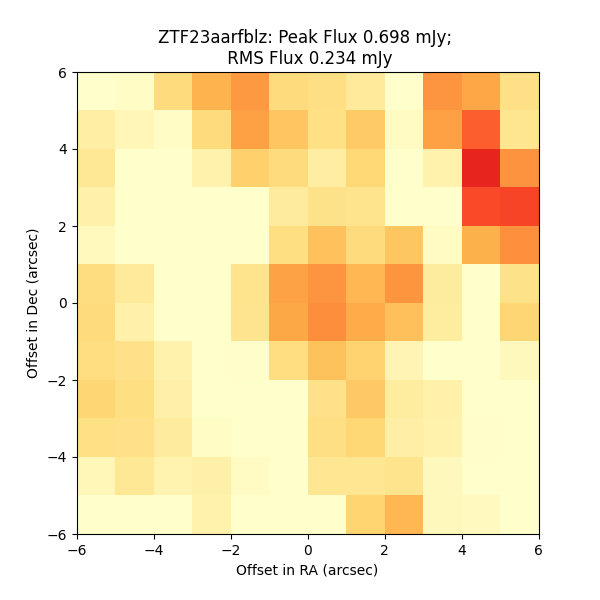 ZTF23aarfblz: Peak Flux 0.698 mJy;
RMS Flux 0.234 mJy
6
4
2
0
−2
−4
−6
Offset in Dec (arcsec)
−6 −4 −2 0 2 4 6
Offset in RA (arcsec)